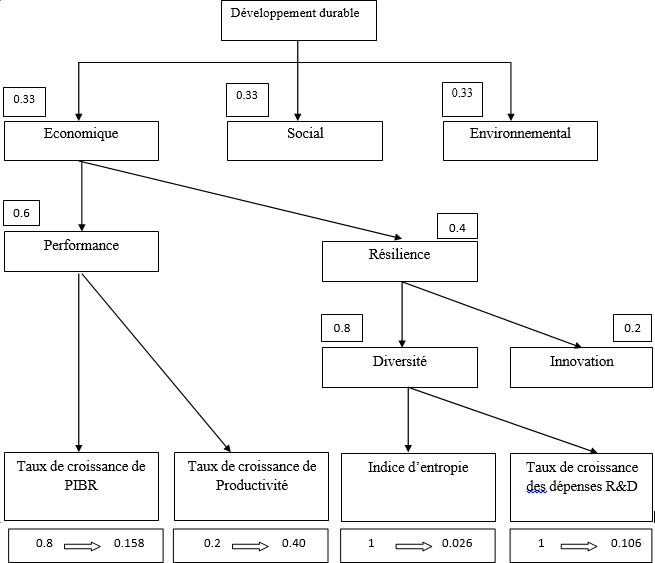 Développement durable
0.33
0.33
0.33
Economique
Social
Environnemental
0.6
0.4
Performance
Résilience
0.8
0.2
Diversité
Innovation
Taux de croissance de
PIBR
Taux de croissance de
Productivité
Indice d’entropie
Taux de croissance
des dépenses R&D
0.8 0.158
0.2 0.40
1 0.026
1 0.106